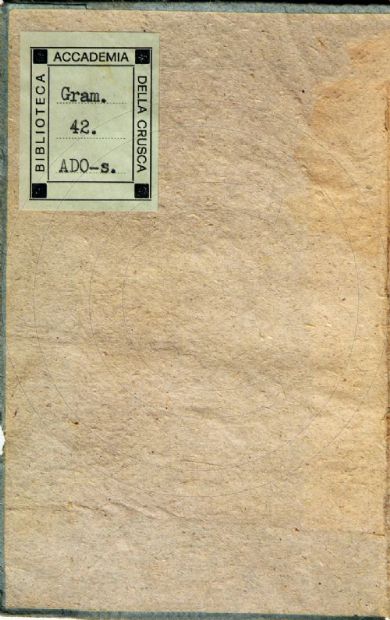 BIBLIOTECA
ACCADEMIA
DELLA CRUSCA
Gram.
42.
ADO-s.